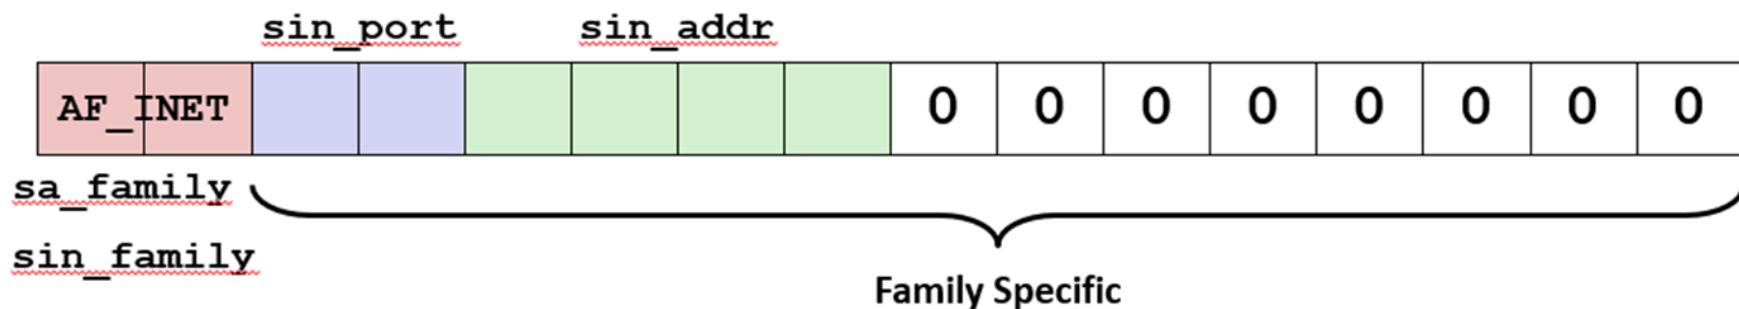 sin_port sin_addr
AF_INET 0 0 0 0 0 0 0 0
sa_family
sin_family
Family Specific